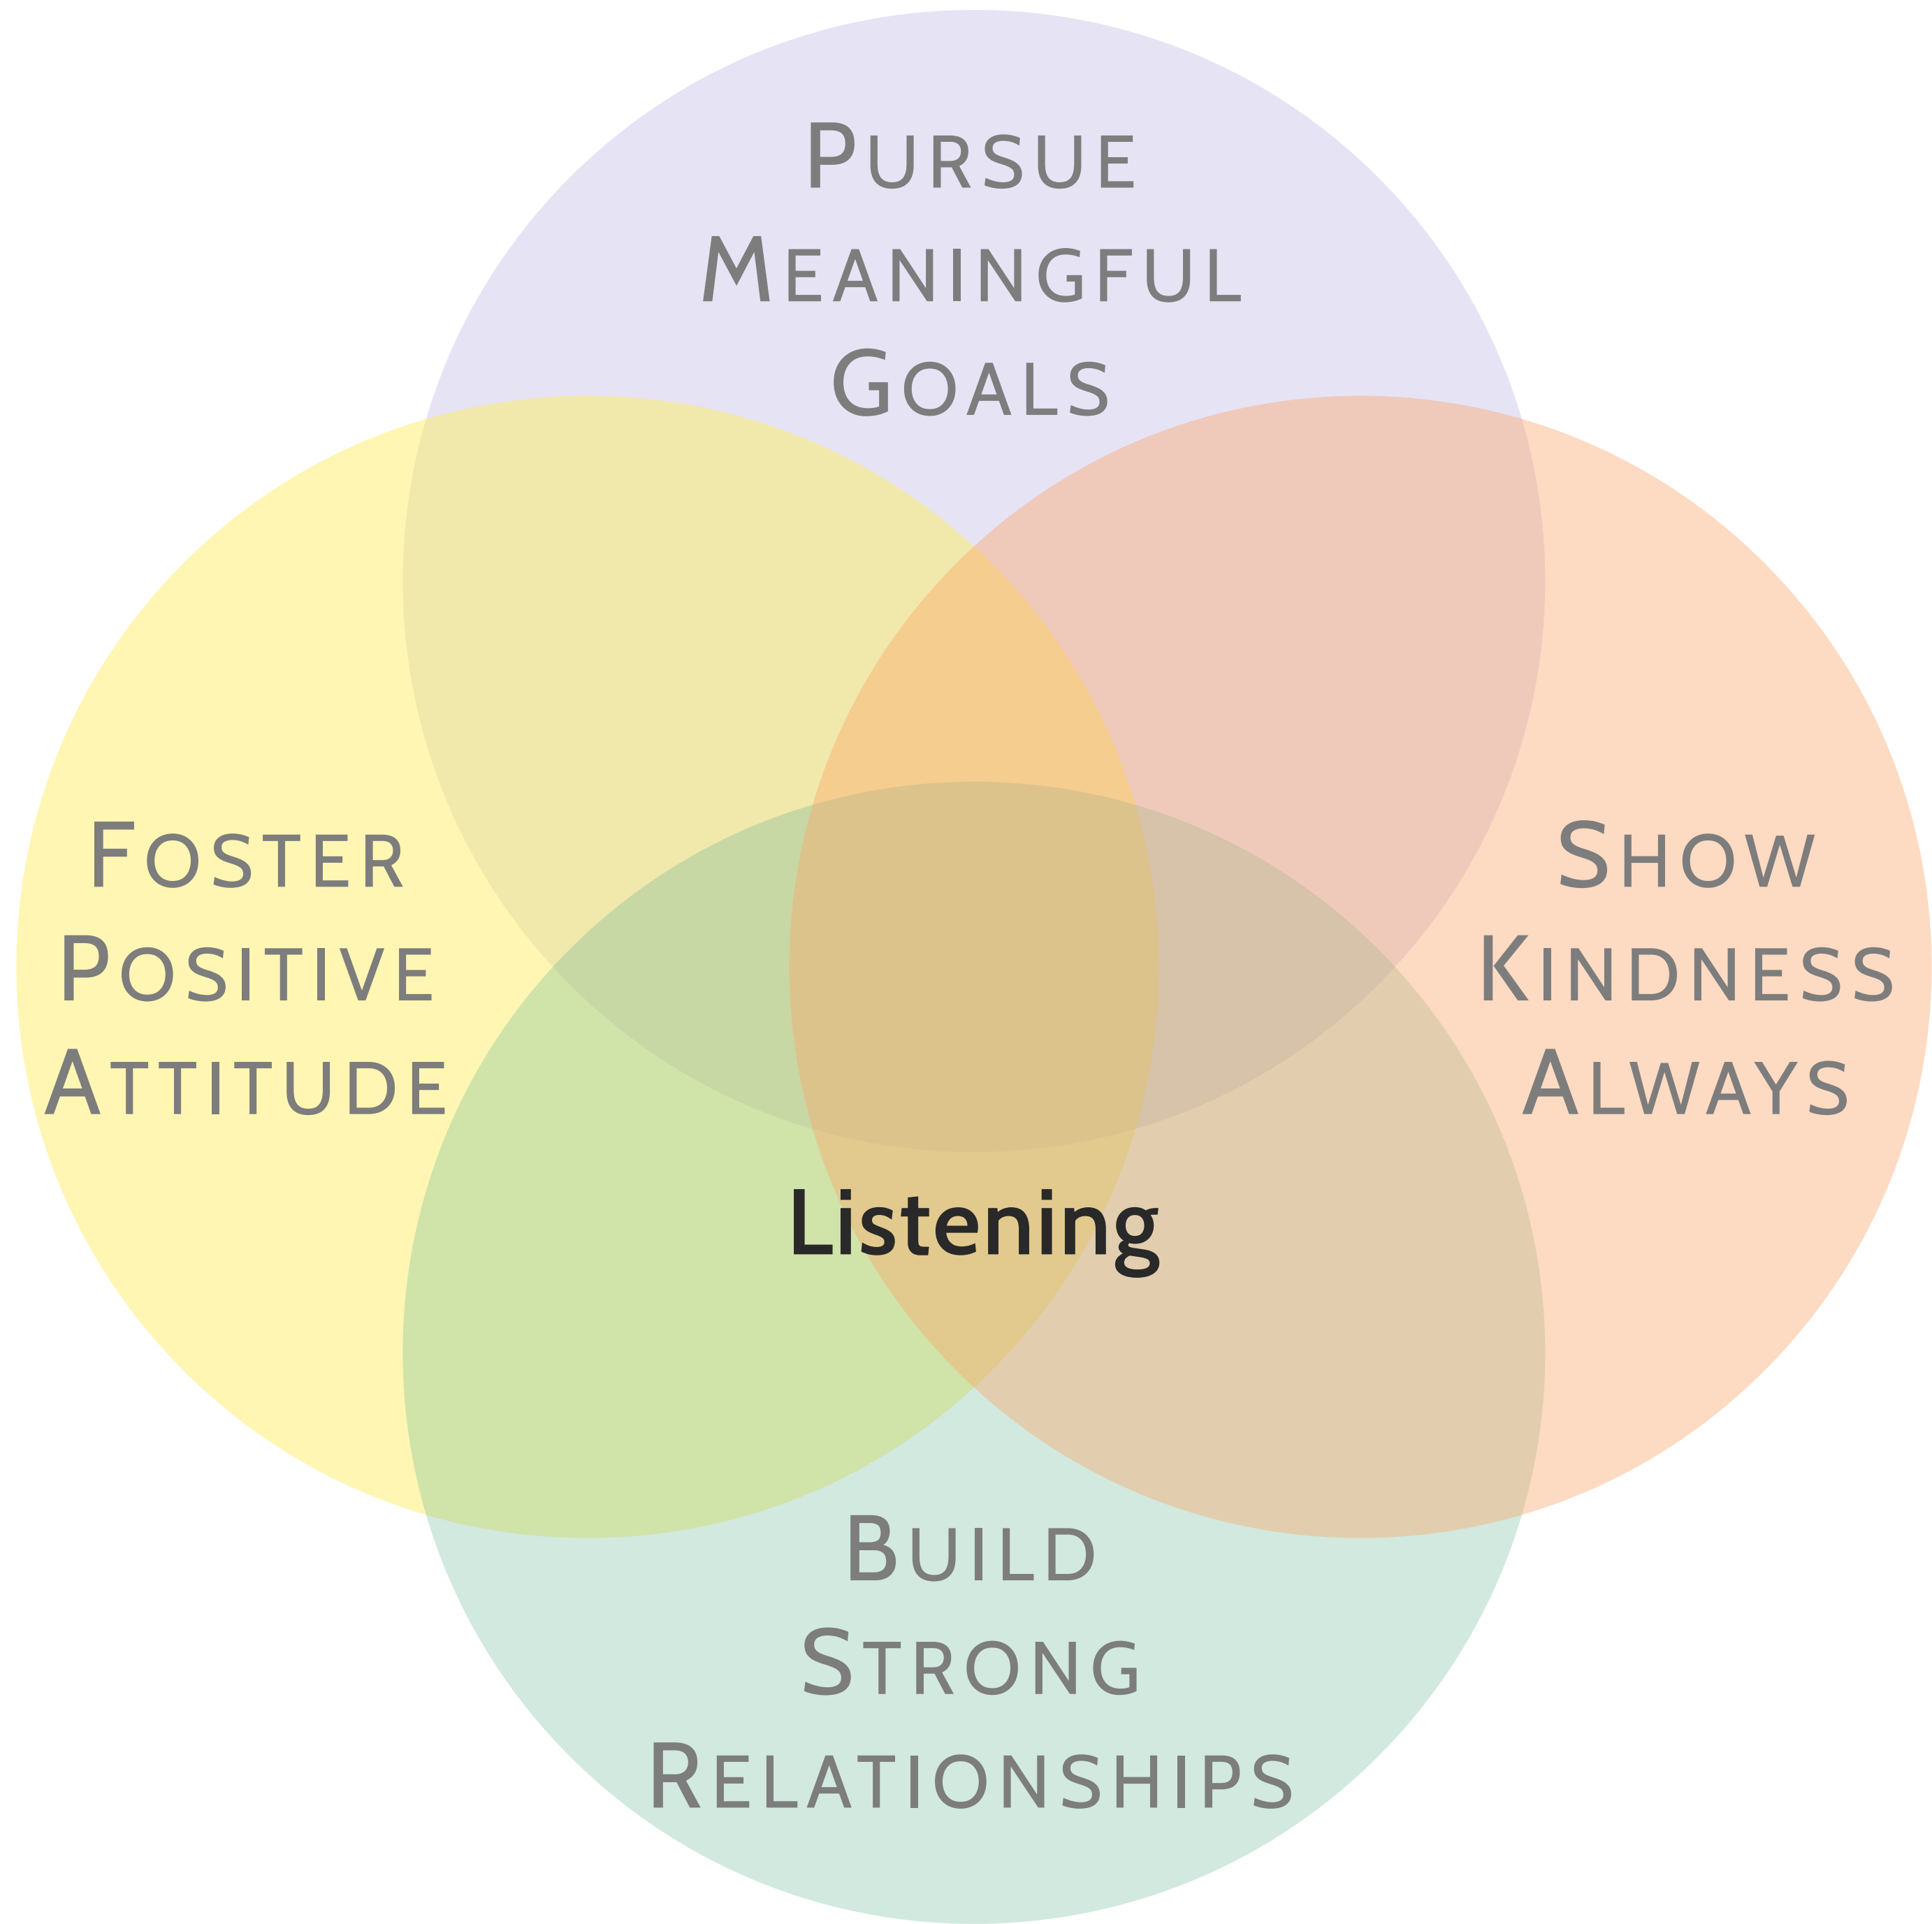 Pursue
Meaningful
Goals
Foster
Positive
Attitude
Show
Kindness
Always
Listening
Build
Strong
Relationships